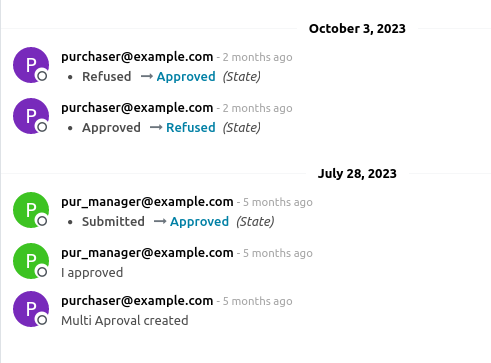 October 3, 2023
P purchaser@example.com - 2 months ago
• Refused → Approved (State)
P purchaser@example.com - 2 months ago
• Approved → Refused (State)
July 28, 2023
P pur_manager@example.com - 5 months ago
• Submitted → Approved (State)
P pur_manager@example.com - 5 months ago
I approved
P purchaser@example.com - 5 months ago
Multi Aproval created